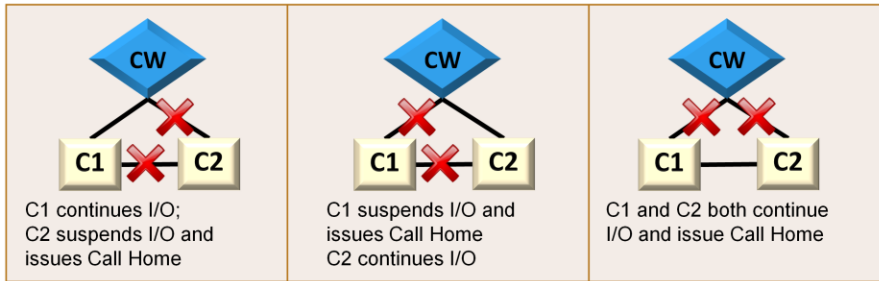 CW
C1
C2
C1 continues I/O;
C2 suspends I/O and
issues Call Home
CW
C1
C2
C1 suspends I/O and
issues Call Home
C2 continues I/O
CW
C1
C2
C1 and C2 both continue
I/O and issue Call Home